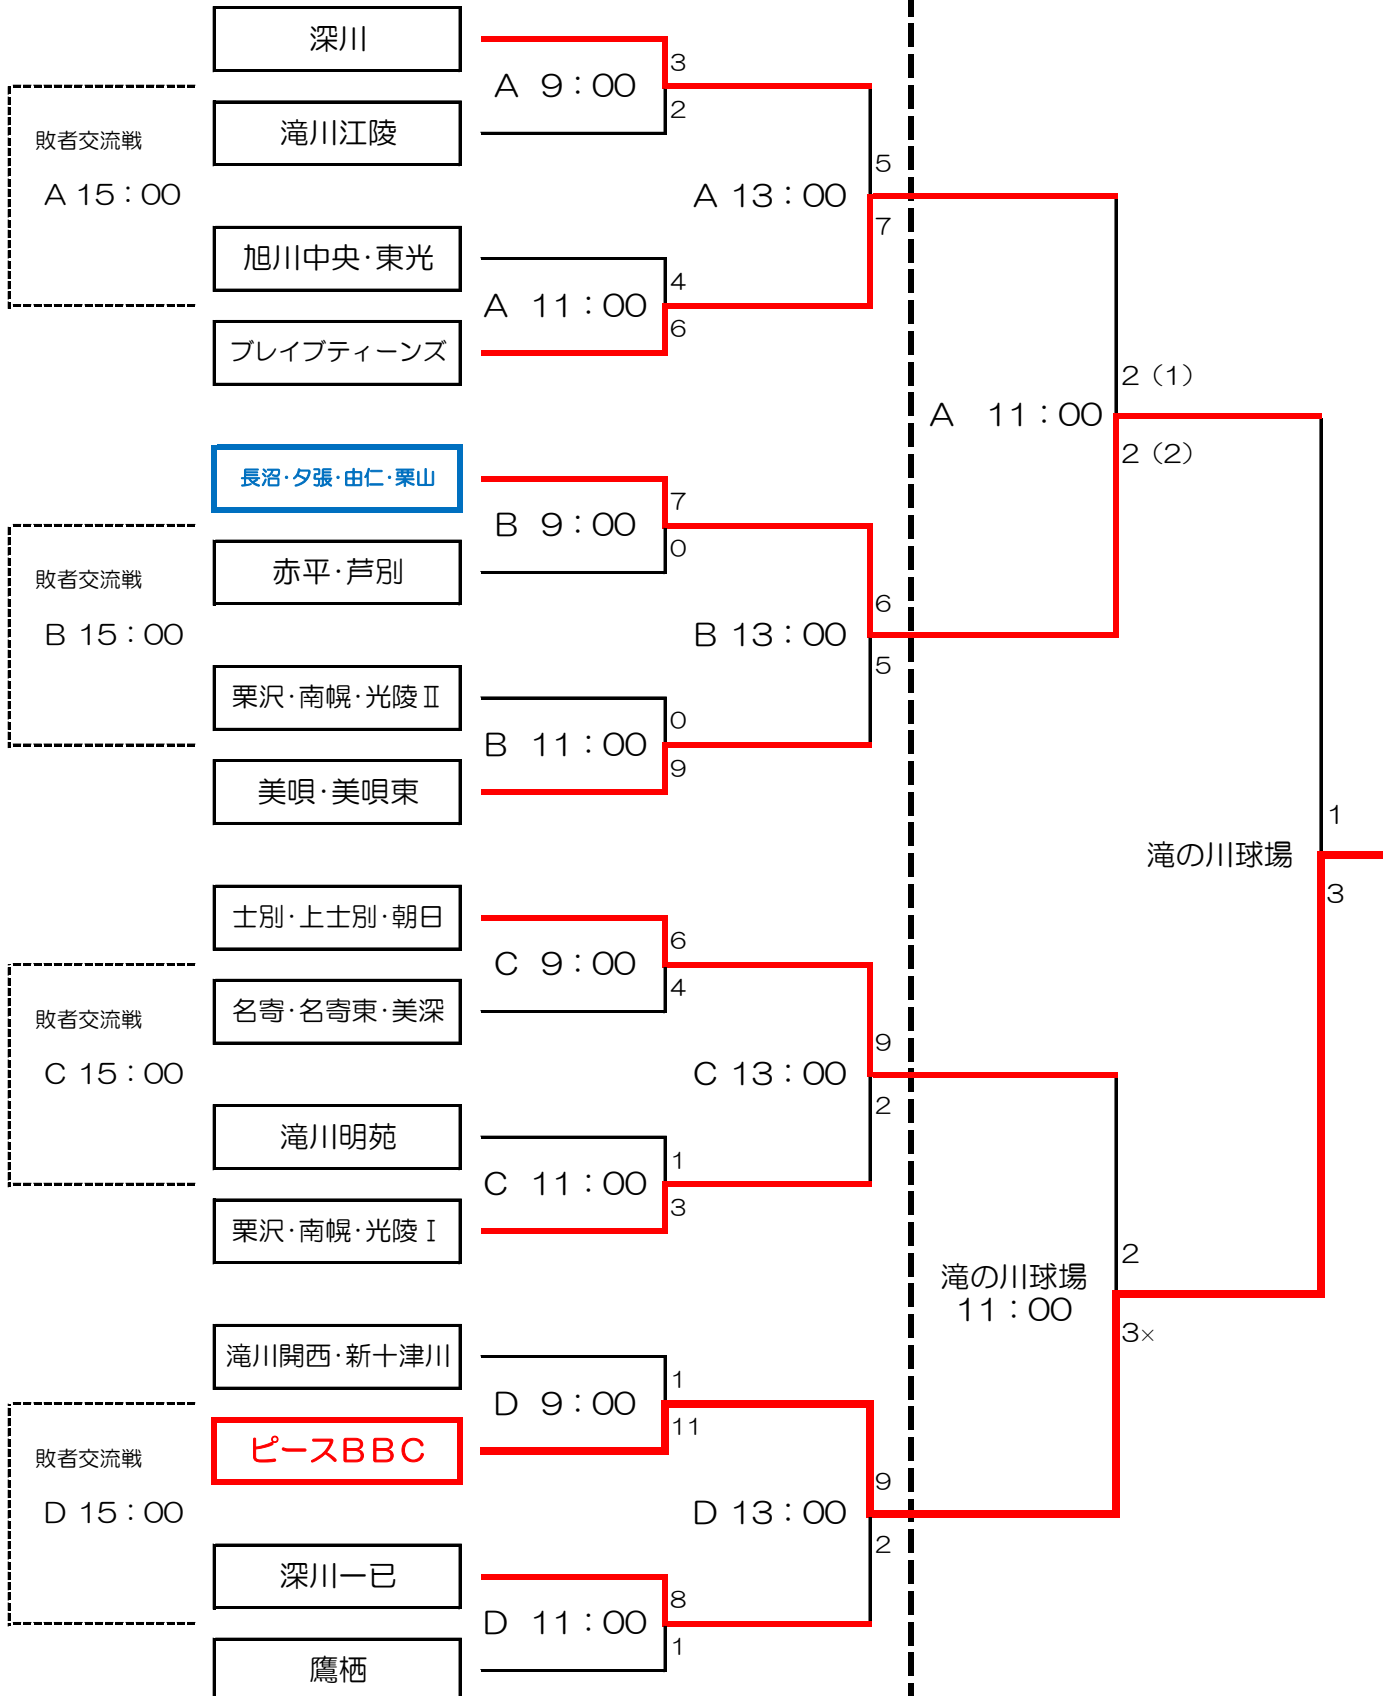 深川
3
A 9：00
2
滝川江陵
敗者交流戦
A 15：00
5
A 13：00
7
旭川中央・東光
4
A 11：00
6
ブレイブティーンズ
2（1）
A 11：00
2（2）
長沼・夕張・由仁・栗山
7
B 9：00
0
赤平・芦別
敗者交流戦
B 15：00
6
B 13：00
5
栗沢・南幌・光陵Ⅱ
0
B 11：00
9
美唄・美唄東
1
滝の川球場
3
士別・上士別・朝日
6
C 9：00
4
名寄・名寄東・美深
敗者交流戦
C 15：00
9
C 13：00
2
滝川明苑
1
C 11：00
3
栗沢・南幌・光陵Ⅰ
2
滝の川球場
11：00
3×
滝川開西・新十津川
1
D 9：00
11
ピースBBC
敗者交流戦
D 15：00
9
D 13：00
2
深川一已
8
D 11：00
1
鷹栖